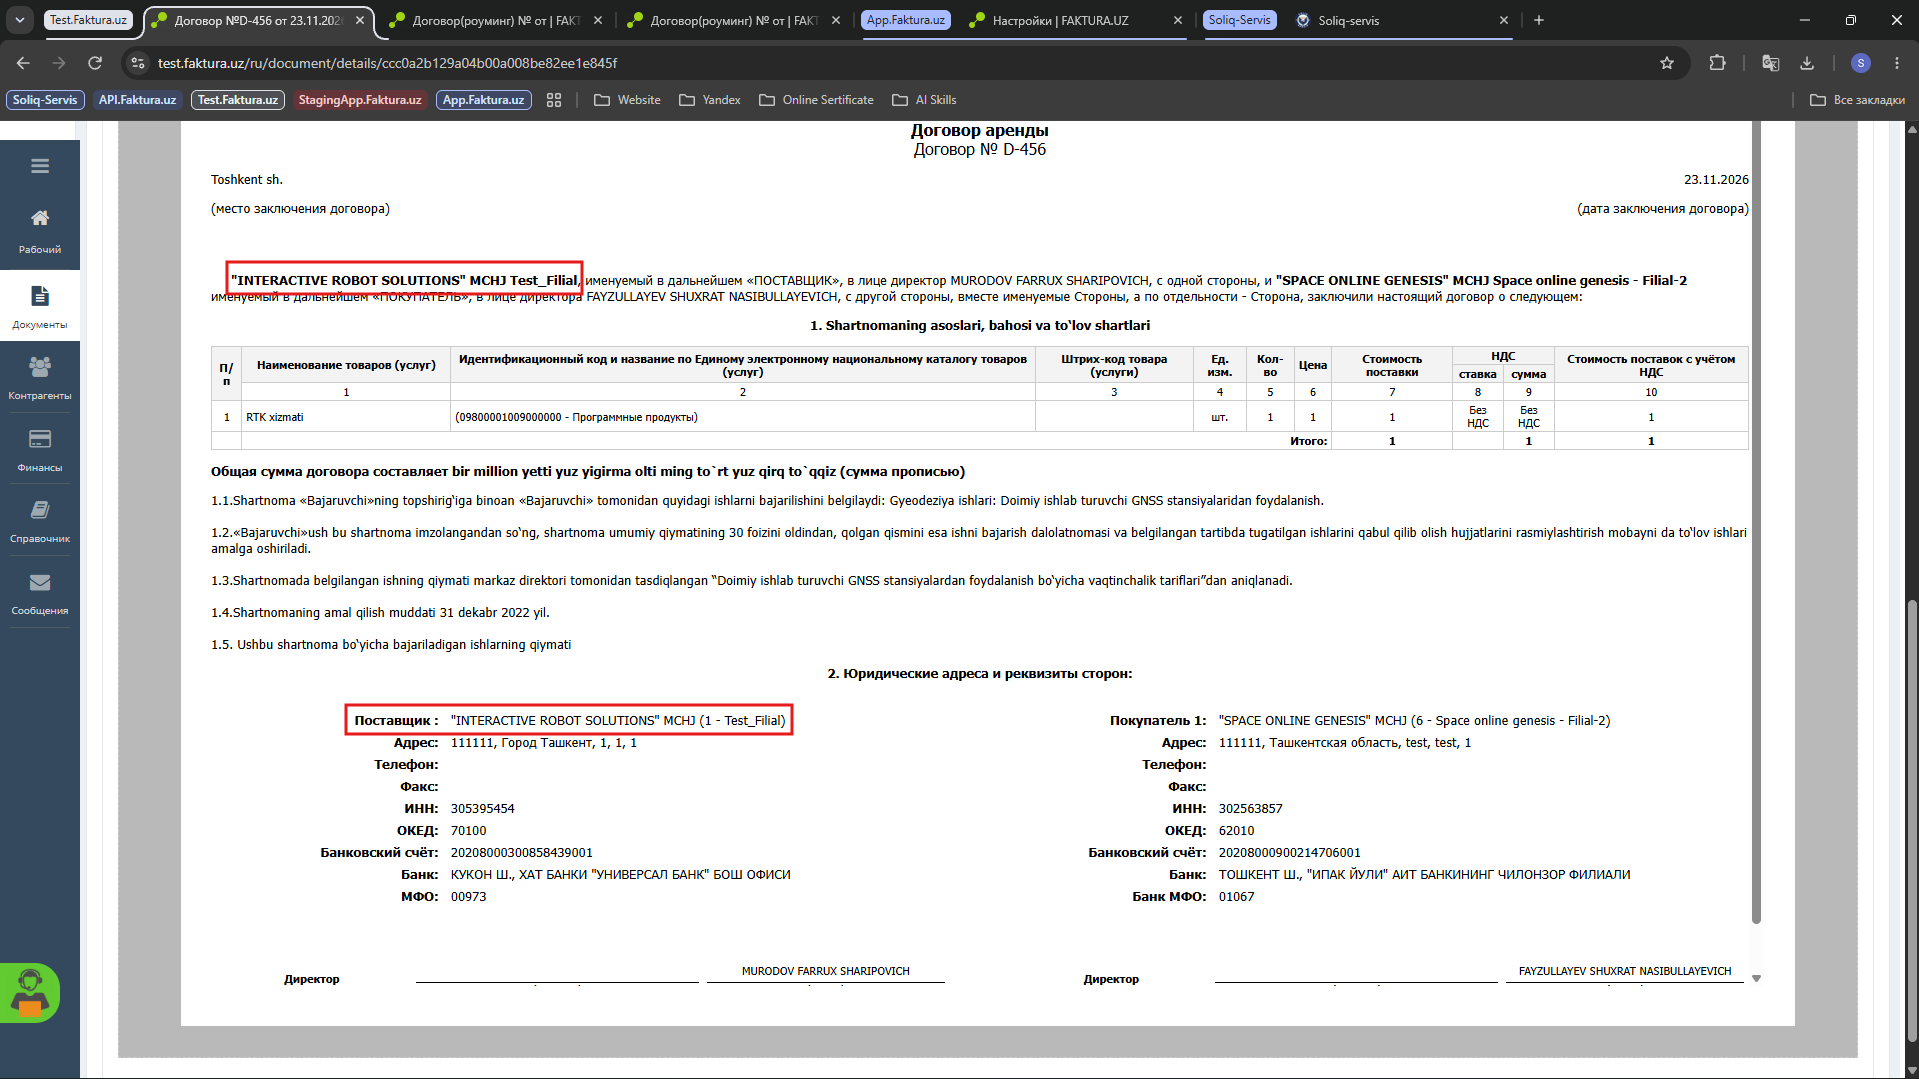 Test.Faktura.uz
Договор №D-456 от 23.11.202
Договор(роуминг) № от | FAKT
Договор(роуминг) № от | FAKT
App.Faktura.uz
Настройки | FAKTURA.UZ
Soliq-Servis
Soliq-servis
test.faktura.uz/ru/document/details/ccc0a2b129a04b00a008be82ee1e845f
S
Soliq-Servis
API.Faktura.uz
Test.Faktura.uz
StagingApp.Faktura.uz
App.Faktura.uz
Website
Yandex
Online Sertificate
AI Skills
Все закладки
Рабочий
Документы
Контрагенты
Финансы
Справочник
Сообщения
Договор аренды
Договор № D-456
Toshkent sh.
23.11.2026
(место заключения договора)
(дата заключения договора)
"INTERACTIVE ROBOT SOLUTIONS" MCHJ Test_Filial, именуемый в дальнейшем «ПОСТАВЩИК», в лице директор MURODOV FARRUX SHARIPOVICH, с одной стороны, и "SPACE ONLINE GENESIS" MCHJ Space online genesis - Filial-2
именуемый в дальнейшем «ПОКУПАТЕЛЬ», в лице директора FAYZULLAYEV SHUXRAT NASIBULLAYEVICH, с другой стороны, вместе именуемые Стороны, а по отдельности - Сторона, заключили настоящий договор о следующем:
1. Shartnomaning asoslari, bahosi va to‘lov shartlari
П/п Наименование товаров (услуг) Идентификационный код и название по Единому электронному национальному каталогу товаров (услуг) Штрих-код товара (услуги) Ед. изм. Кол-во Цена Стоимость поставки НДС Стоимость поставок с учётом НДС
ставка сумма
1 2 3 4 5 6 7 8 9 10
1 RTK xizmati (09800001009000000 - Программные продукты) шт. 1 1 1 Без НДС Без НДС 1
Итого: 1 1 1
Общая сумма договора составляет bir million yetti yuz yigirma olti ming to`rt yuz qirq to`qqiz (сумма прописью)
1.1.Shartnoma «Bajaruvchi»ning topshirig‘iga binoan «Bajaruvchi» tomonidan quyidagi ishlarni bajarilishini belgilaydi: Gyeodeziya ishlari: Doimiy ishlab turuvchi GNSS stansiyalaridan foydalanish.
1.2.«Bajaruvchi»ush bu shartnoma imzolangandan so‘ng, shartnoma umumiy qiymatining 30 foizini oldindan, qolgan qismini esa ishni bajarish dalolatnomasi va belgilangan tartibda tugatilgan ishlarini qabul qilib olish hujjatlarini rasmiylashtirish mobayni da to‘lov ishlari
amalga oshiriladi.
1.3.Shartnomada belgilangan ishning qiymati markaz direktori tomonidan tasdiqlangan “Doimiy ishlab turuvchi GNSS stansiyalardan foydalanish bo‘yicha vaqtinchalik tariflari”dan aniqlanadi.
1.4.Shartnomaning amal qilish muddati 31 dekabr 2022 yil.
1.5. Ushbu shartnoma bo‘yicha bajariladigan ishlarning qiymati
2. Юридические адреса и реквизиты сторон:
Поставщик : "INTERACTIVE ROBOT SOLUTIONS" MCHJ (1 - Test_Filial)
Адрес: 111111, Город Ташкент, 1, 1, 1
Телефон:
Факс:
ИНН: 305395454
ОКЕД: 70100
Банковский счёт: 20208000300858439001
Банк: КУКОН Ш., ХАТ БАНКИ "УНИВЕРСАЛ БАНК" БОШ ОФИСИ
МФО: 00973
Покупатель 1: "SPACE ONLINE GENESIS" MCHJ (6 - Space online genesis - Filial-2)
Адрес: 111111, Ташкентская область, test, test, 1
Телефон:
Факс:
ИНН: 302563857
ОКЕД: 62010
Банковский счёт: 20208000900214706001
Банк: ТОШКЕНТ Ш., "ИПАК ЙУЛИ" АИТ БАНКИНИНГ ЧИЛОНЗОР ФИЛИАЛИ
Банк МФО: 01067
Директор MURODOV FARRUX SHARIPOVICH
Директор FAYZULLAYEV SHUXRAT NASIBULLAYEVICH